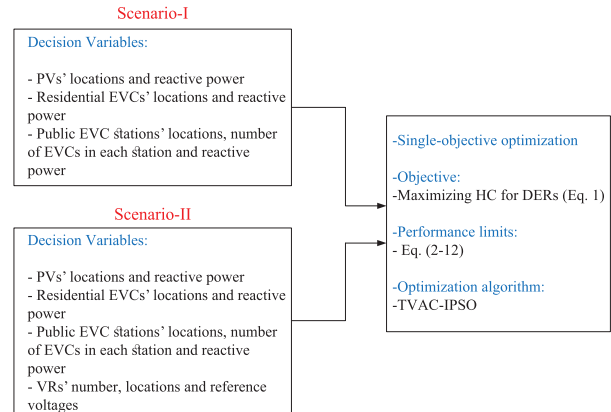 Scenario-I
Decision Variables:
- PVs' locations and reactive power
- Residential EVCs' locations and reactive
power
- Public EVC stations' locations, number
of EVCs in each station and reactive
power
Scenario-II
Decision Variables:
- PVs' locations and reactive power
- Residential EVCs' locations and reactive
power
- Public EVC stations' locations, number
of EVCs in each station and reactive
power
- VRs' number, locations and reference
voltages
-Single-objective optimization
-Objective:
-Maximizing HC for DERs (Eq. 1)
-Performance limits:
- Eq. (2-12)
-Optimization algorithm:
-TVAC-IPSO